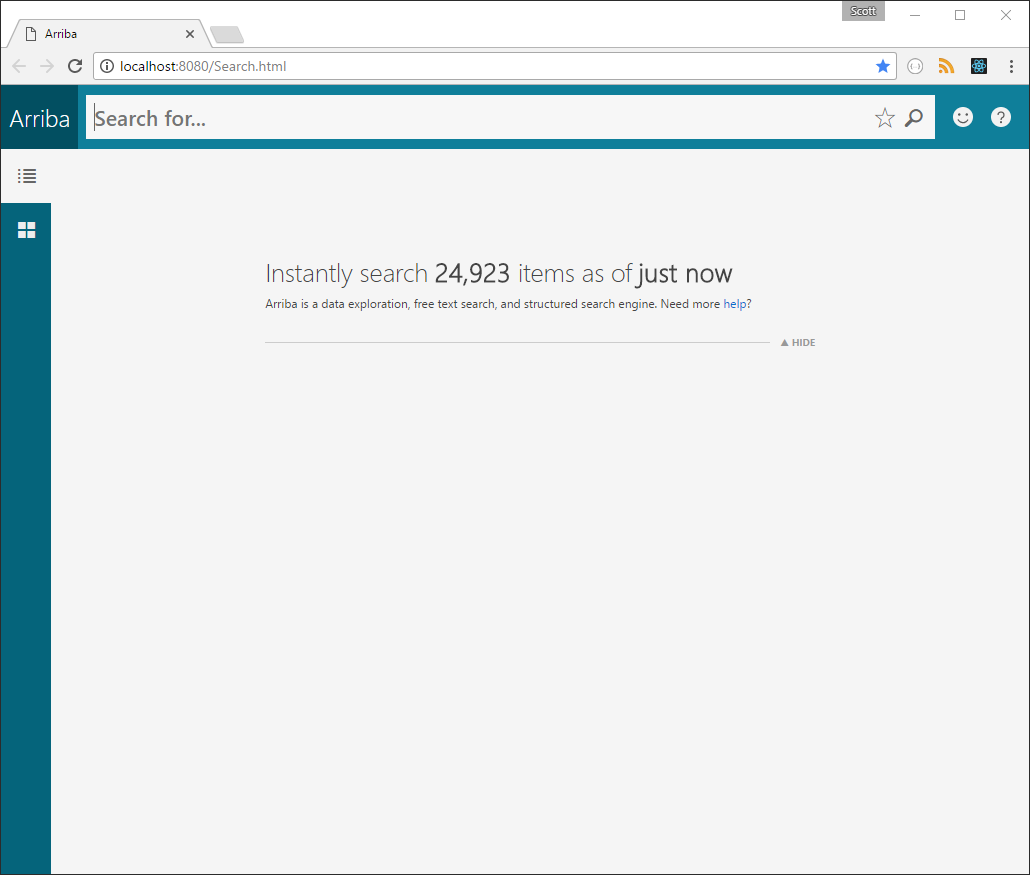 Scott
Arriba
localhost:8080/Search.html
Arriba
Search for...
?
Instantly search 24,923 items as of just now
Arriba is a data exploration, free text search, and structured search engine. Need more help?
▲ HIDE